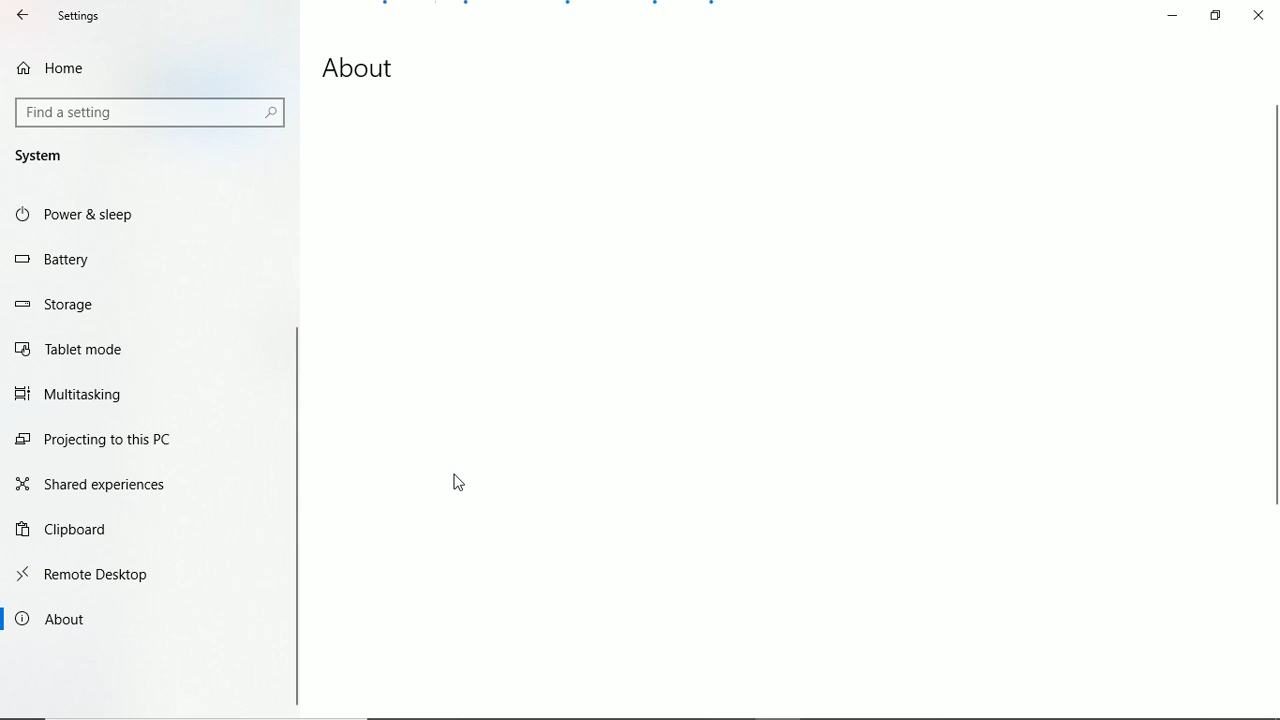 Settings
Home
Find a setting
System
Power & sleep
Battery
Storage
Tablet mode
Multitasking
Projecting to this PC
Shared experiences
Clipboard
Remote Desktop
About
About